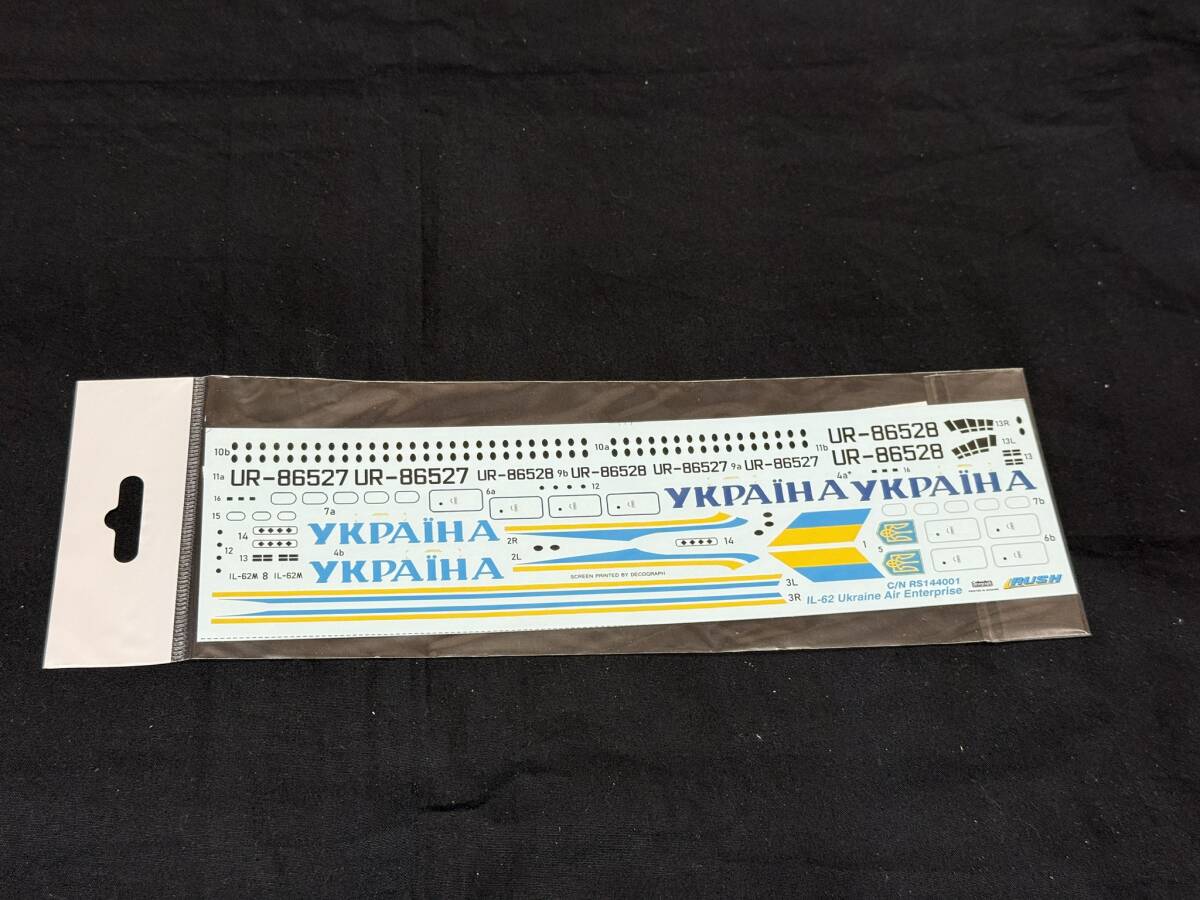 10b 10a 11b UR-86528 13R
11a UR-86527 UR-86527 UR-86528 9b UR-86528 UR-86527 9a UR-86527 UR-86528 13L
16 6a 12 4a* 16 13
15 7a УКРАЇНА УКРАЇНА 7b
14 УКРАЇНА 2R 14 1 5 6b
12 13 4b 2L
IL-62M 8 IL-62M УКРАЇНА SCREEN PRINTED BY DECOGRAPH
3L C/N RS144001
3R IL-62 Ukraine Air Enterprise RUSH